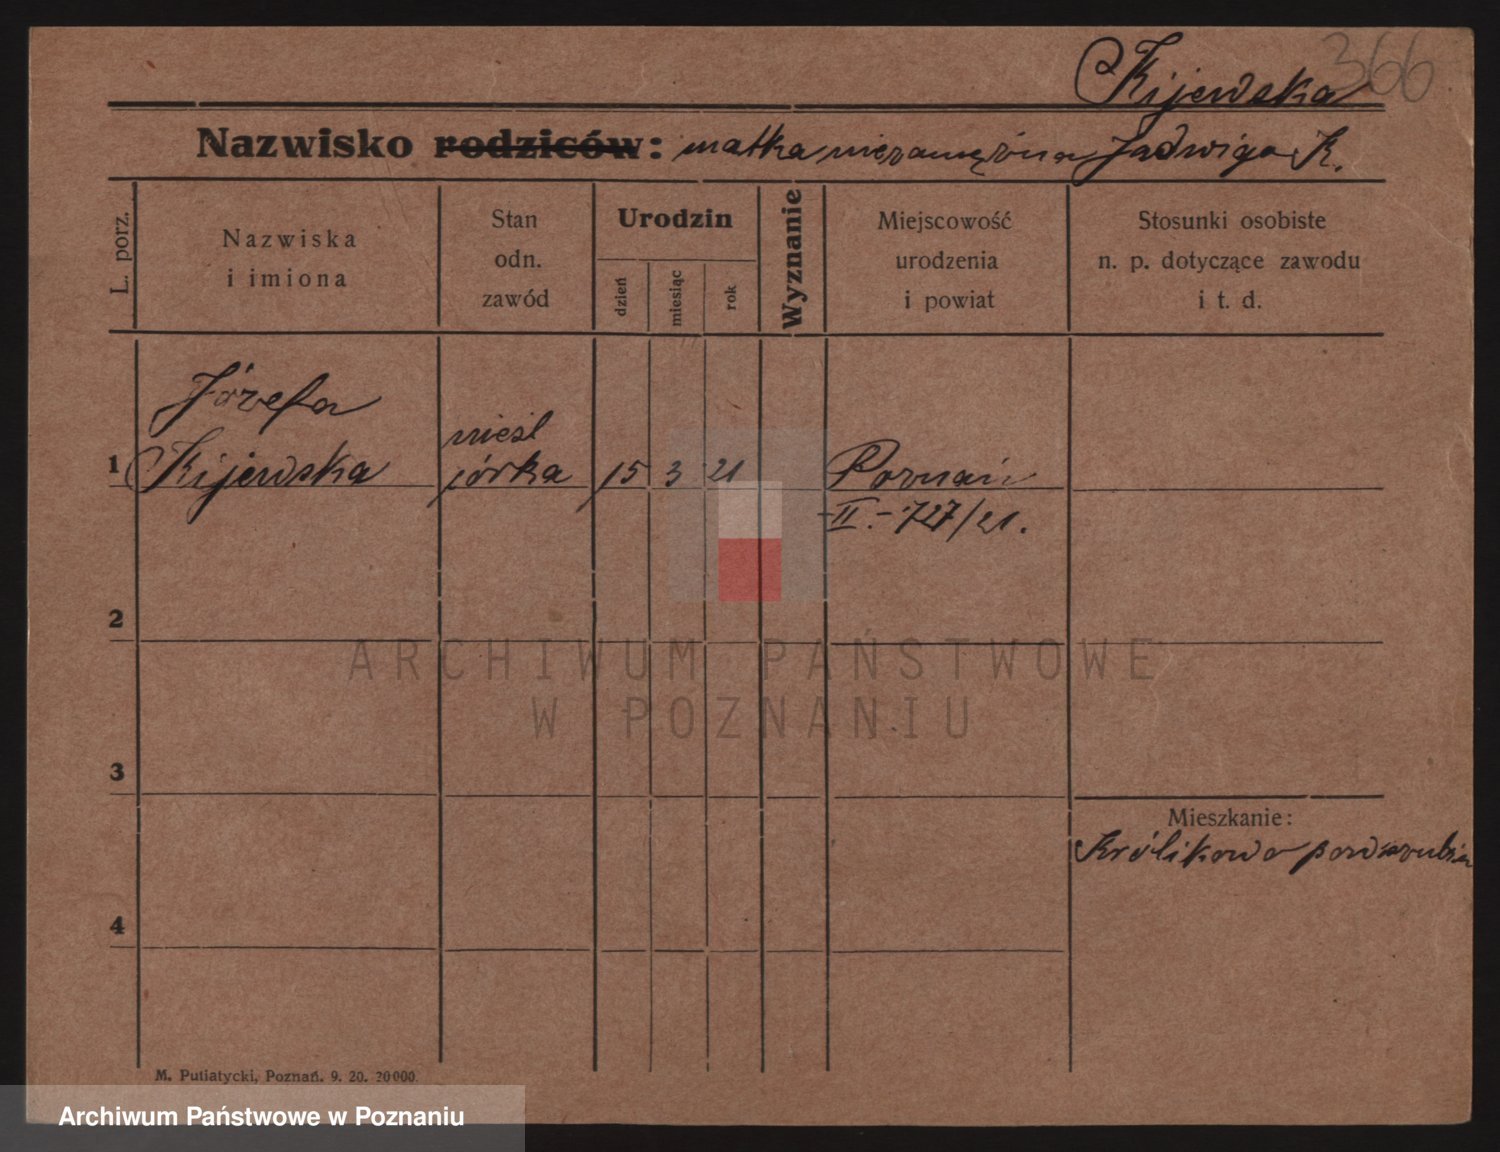 366
Kijewska
Nazwisko rodziców: matka niezamężna Jadwiga K.
L. porz.
Nazwiska
i imiona
Stan
odn.
zawód
Urodzin
dzień
miesiąc
rok
Wyznanie
Miejscowość
urodzenia
i powiat
Stosunki osobiste
n. p. dotyczące zawodu
i t. d.
Józefa
nieśl
1 Kijewska córka 15 3 21 Poznań
II.-727/21.
2
ARCHIWUM PAŃSTWOWE
W POZNANIU
3
Mieszkanie:
Królikowo pow.
4
M. Putiatycki, Poznań. 9. 20. 20000.
Archiwum Państwowe w Poznaniu